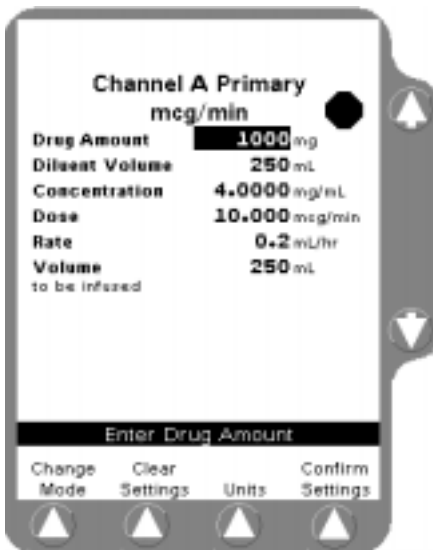 Channel A Primary
mcg/min
Drug Amount 1000 mg
Diluent Volume 250 mL
Concentration 4.0000 mg/mL
Dose 10.000 mcg/min
Rate 0.2 mL/hr
Volume 250 mL
to be infused
Enter Drug Amount
Change Clear Confirm
Mode Settings Units Settings